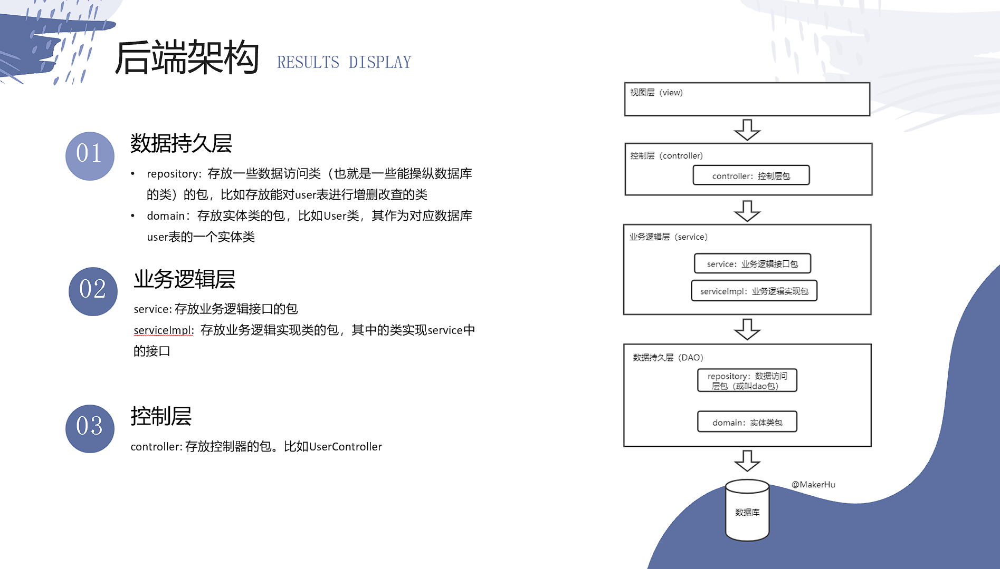 后端架构 RESULTS DISPLAY
01
数据持久层
• repository: 存放一些数据访问类（也就是一些能操纵数据库
的类）的包，比如存放能对user表进行增删改查的类
• domain：存放实体类的包，比如User类，其作为对应数据库
user表的一个实体类
02
业务逻辑层
service: 存放业务逻辑接口的包
serviceImpl: 存放业务逻辑实现类的包，其中的类实现service中
的接口
03
控制层
controller: 存放控制器的包。比如UserController
视图层（view)
控制层（controller)
controller：控制层包
业务逻辑层（service）
service：业务逻辑接口包
serviceImpl：业务逻辑实现包
数据持久层（DAO）
repository：数据访问
层包（或叫dao包）
domain：实体类包
@MakerHu
数据库